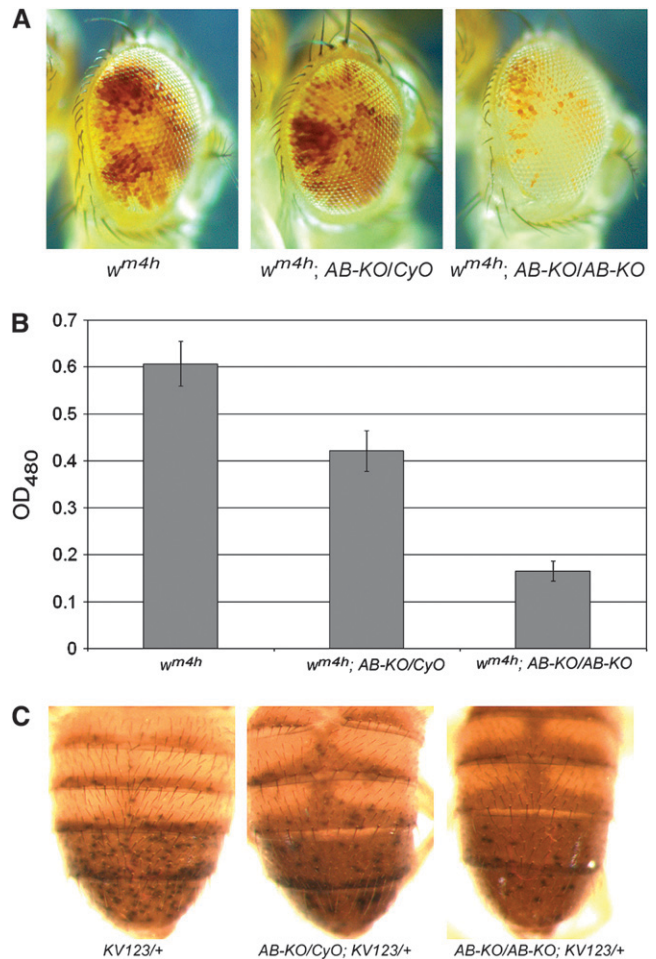 A
w^m4h
w^m4h; AB-KO/CyO
w^m4h; AB-KO/AB-KO
B
0.7
0.6
0.5
0.4
0.3
0.2
0.1
0
OD480
w^m4h
w^m4h; AB-KO/CyO
w^m4h; AB-KO/AB-KO
C
KV123/+
AB-KO/CyO; KV123/+
AB-KO/AB-KO; KV123/+